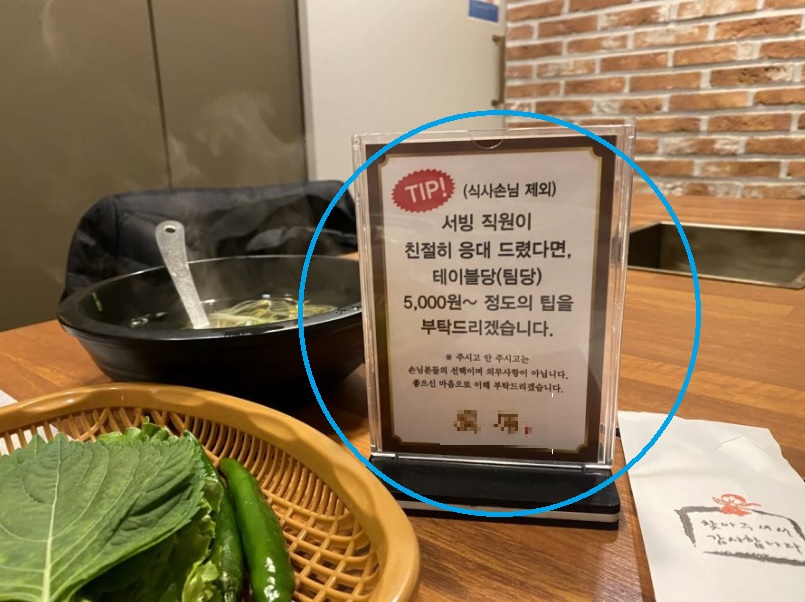 TIP! (식사손님 제외)
서빙 직원이
친절히 응대 드렸다면,
테이블당(팀당)
5,000원~ 정도의 팁을
부탁드리겠습니다.
※ 주시고 안 주시고는
손님분들의 선택이며 의무사항이 아닙니다.
좋으신 마음으로 이해 부탁드리겠습니다.
찾아주셔서
감사합니다